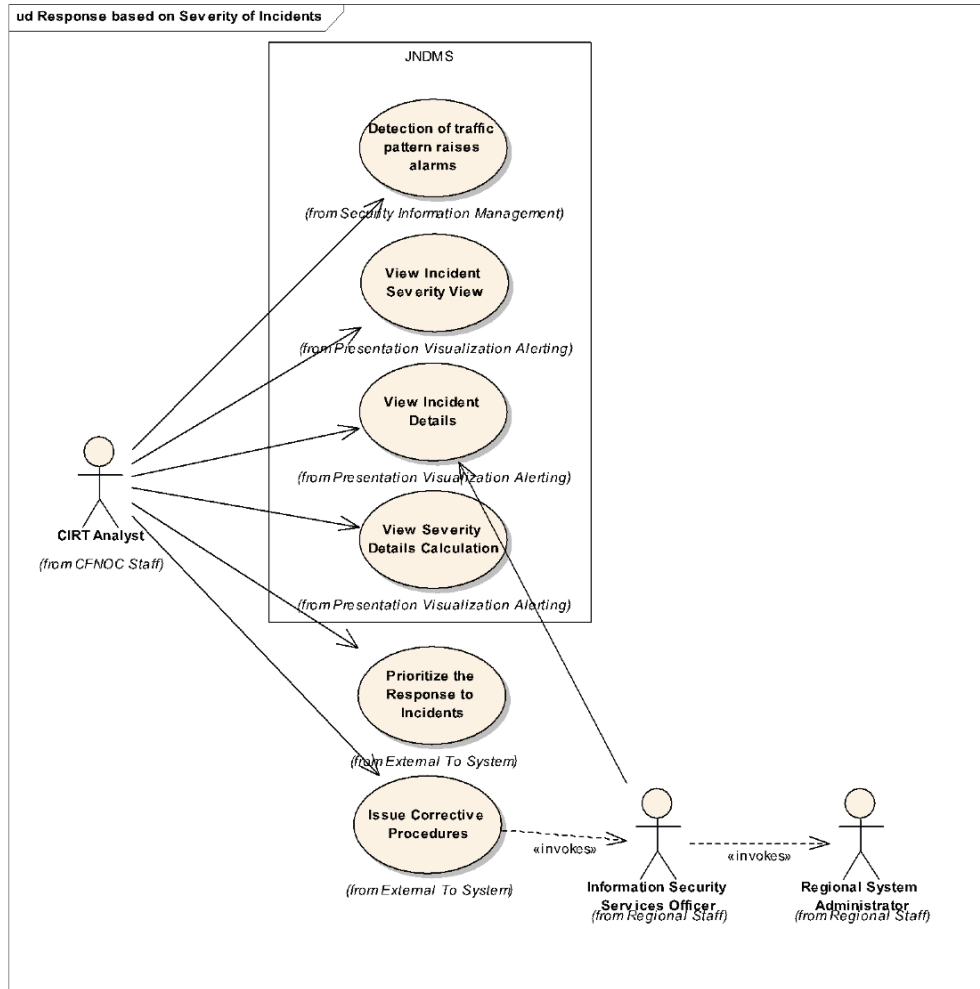 ud Response based on Severity of Incidents
JNDMS
Detection of traffic
pattern raises
alarms
(from Security Information Management)
View Incident
Severity View
(from Presentation Visualization Alerting)
View Incident
Details
(from Presentation Visualization Alerting)
View Severity
Details Calculation
(from Presentation Visualization Alerting)
CIRT Analyst
(from CFNOC Staff)
Prioritize the
Response to
Incidents
(from External To System)
Issue Corrective
Procedures
(from External To System)
«invokes»
«invokes»
Information Security
Services Officer
(from Regional Staff)
Regional System
Administrator
(from Regional Staff)